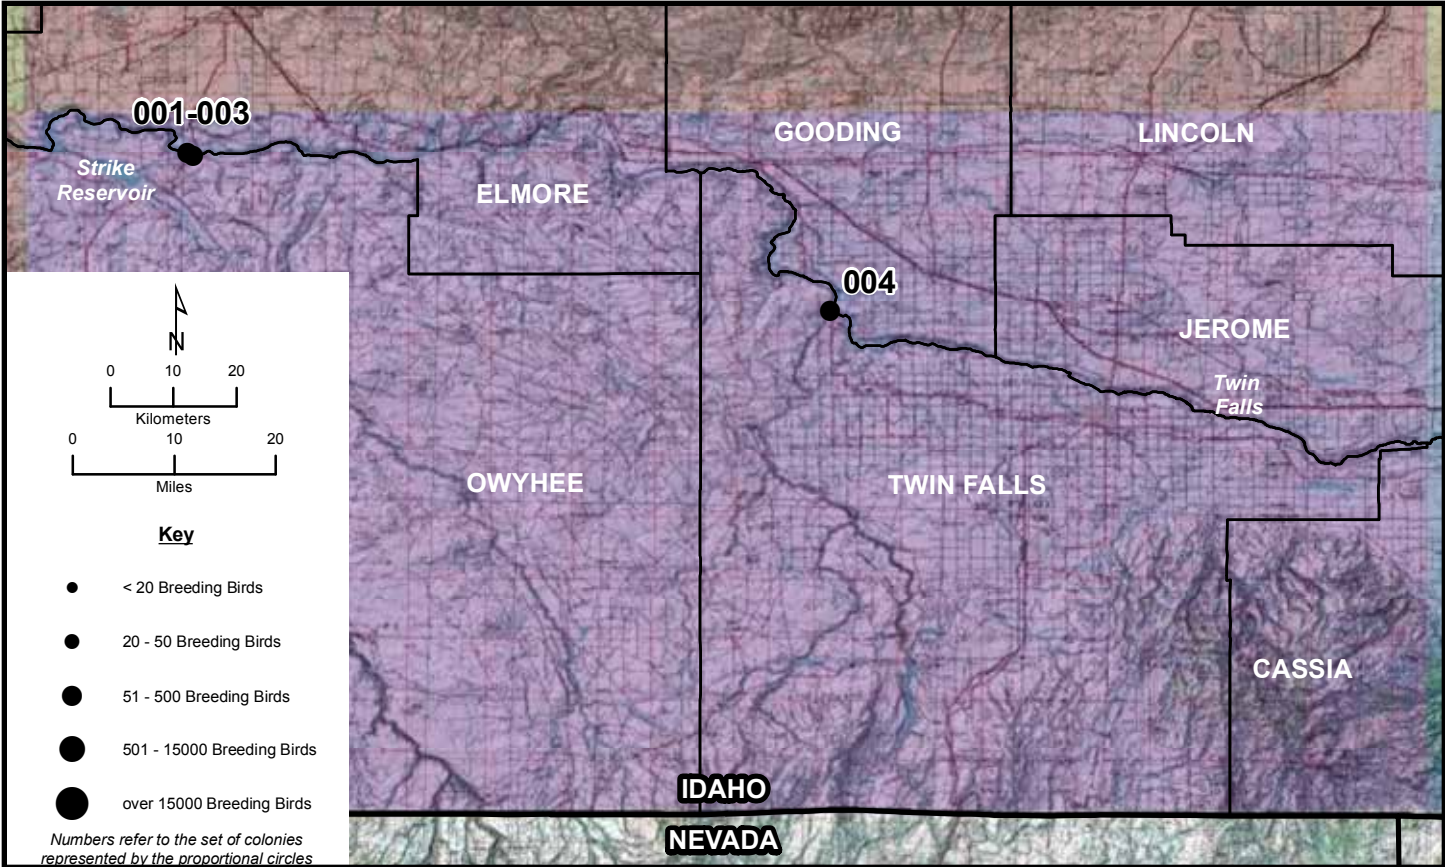 001-003
GOODING
LINCOLN
Strike
Reservoir
ELMORE
004
JEROME
Twin
Falls
OWYHEE
TWIN FALLS
CASSIA
IDAHO
NEVADA
N
0 10 20
Kilometers
0 10 20
Miles
Key
< 20 Breeding Birds
20 - 50 Breeding Birds
51 - 500 Breeding Birds
501 - 15000 Breeding Birds
over 15000 Breeding Birds
Numbers refer to the set of colonies
represented by the proportional circles